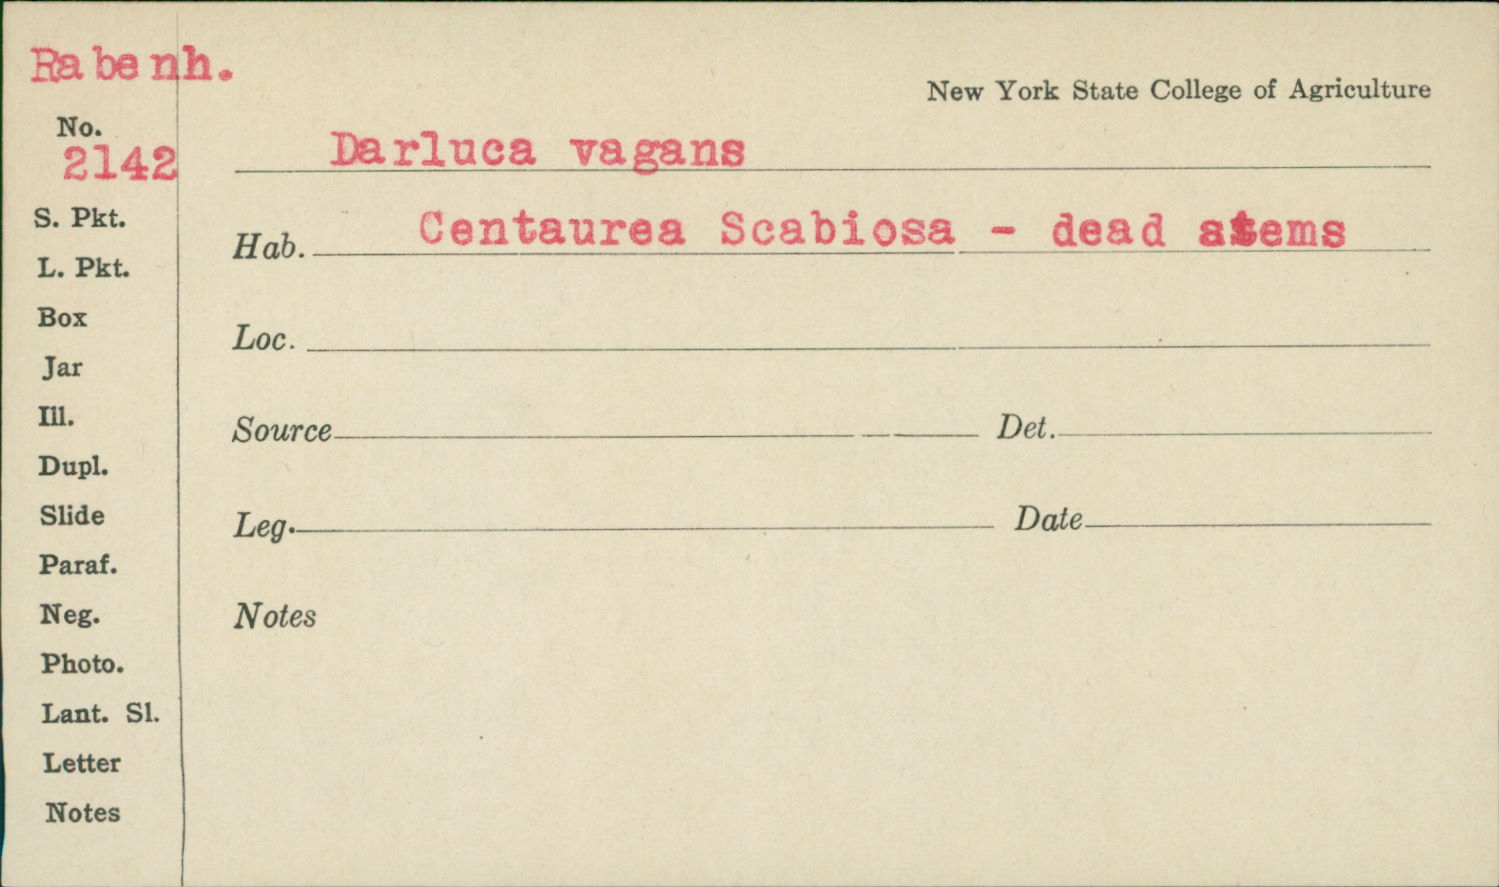 Rabenh.
New York State College of Agriculture
No.
2142
Darluca vagans
S. Pkt.
Hab. Centaurea Scabiosa - dead stems
L. Pkt.
Box
Loc.
Jar
Ill.
Source Det.
Dupl.
Slide
Leg. Date
Paraf.
Neg.
Notes
Photo.
Lant. Sl.
Letter
Notes